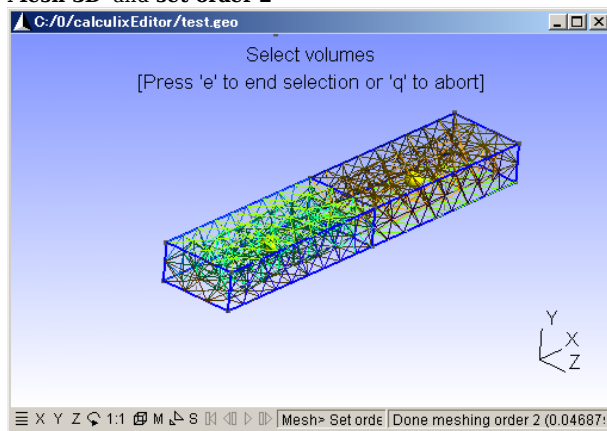 Mesh 3D and set order 2
C:/0/calculixEditor/test.geo
Select volumes
[Press 'e' to end selection or 'q' to abort]
Y
X
Z
X Y Z 1:1 M S Mesh> Set orde Done meshing order 2 (0.04687